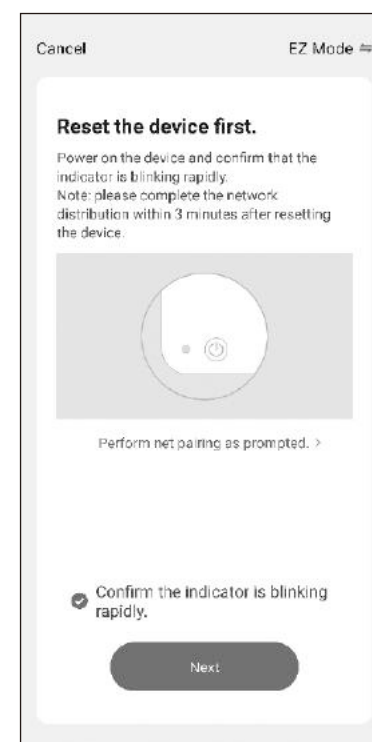 Cancel EZ Mode ⇋
Reset the device first.
Power on the device and confirm that the
indicator is blinking rapidly.
Note: please complete the network
distribution within 3 minutes after resetting
the device.
Perform net pairing as prompted. >
Confirm the indicator is blinking
rapidly.
Next